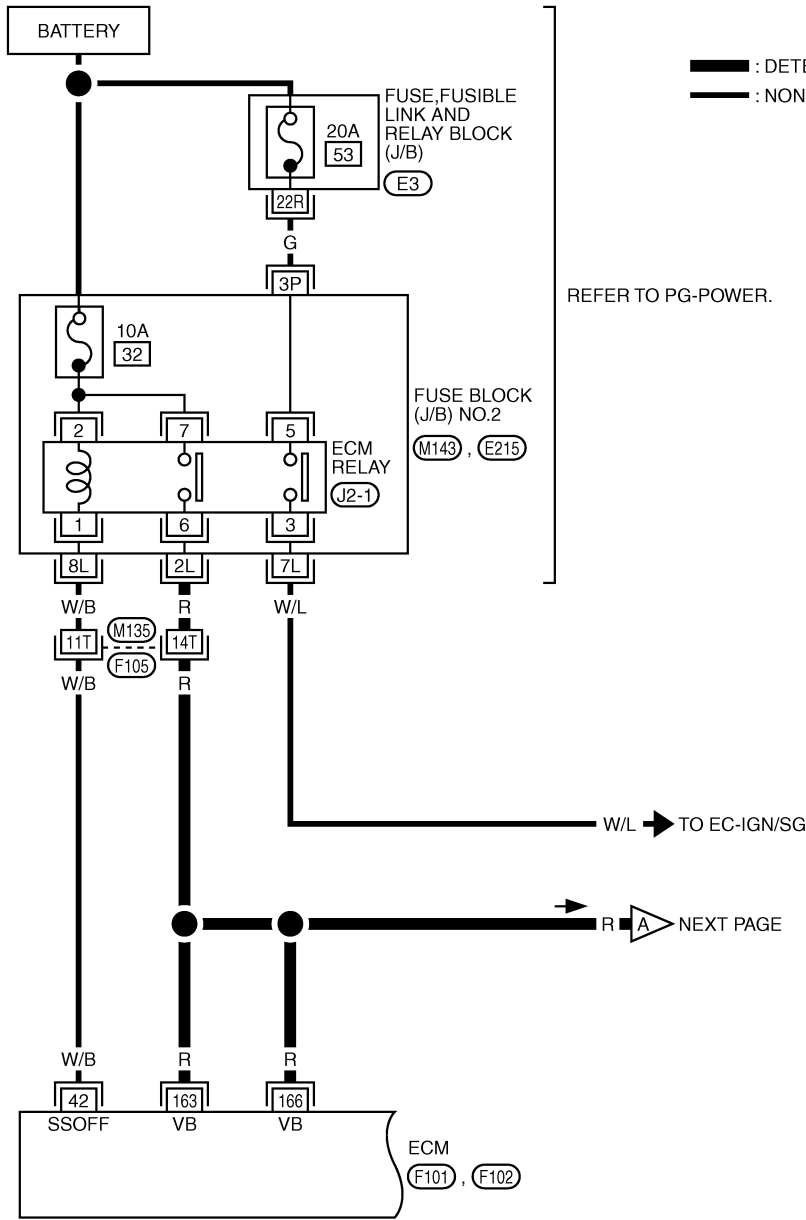 BATTERY
: DETE
: NON
FUSE,FUSIBLE
LINK AND
RELAY BLOCK
(J/B)
E3
20A
53
22R
G
3P
REFER TO PG-POWER.
10A
32
FUSE BLOCK
(J/B) NO.2
M143 , E215
2
7
5
ECM
RELAY
J2-1
1
6
3
8L
2L
7L
W/B
R
W/L
11T
M135
14T
F105
W/B
R
W/L
TO EC-IGN/SG
R
A
NEXT PAGE
W/B
R
R
42
163
166
SSOFF
VB
VB
ECM
F101 , F102